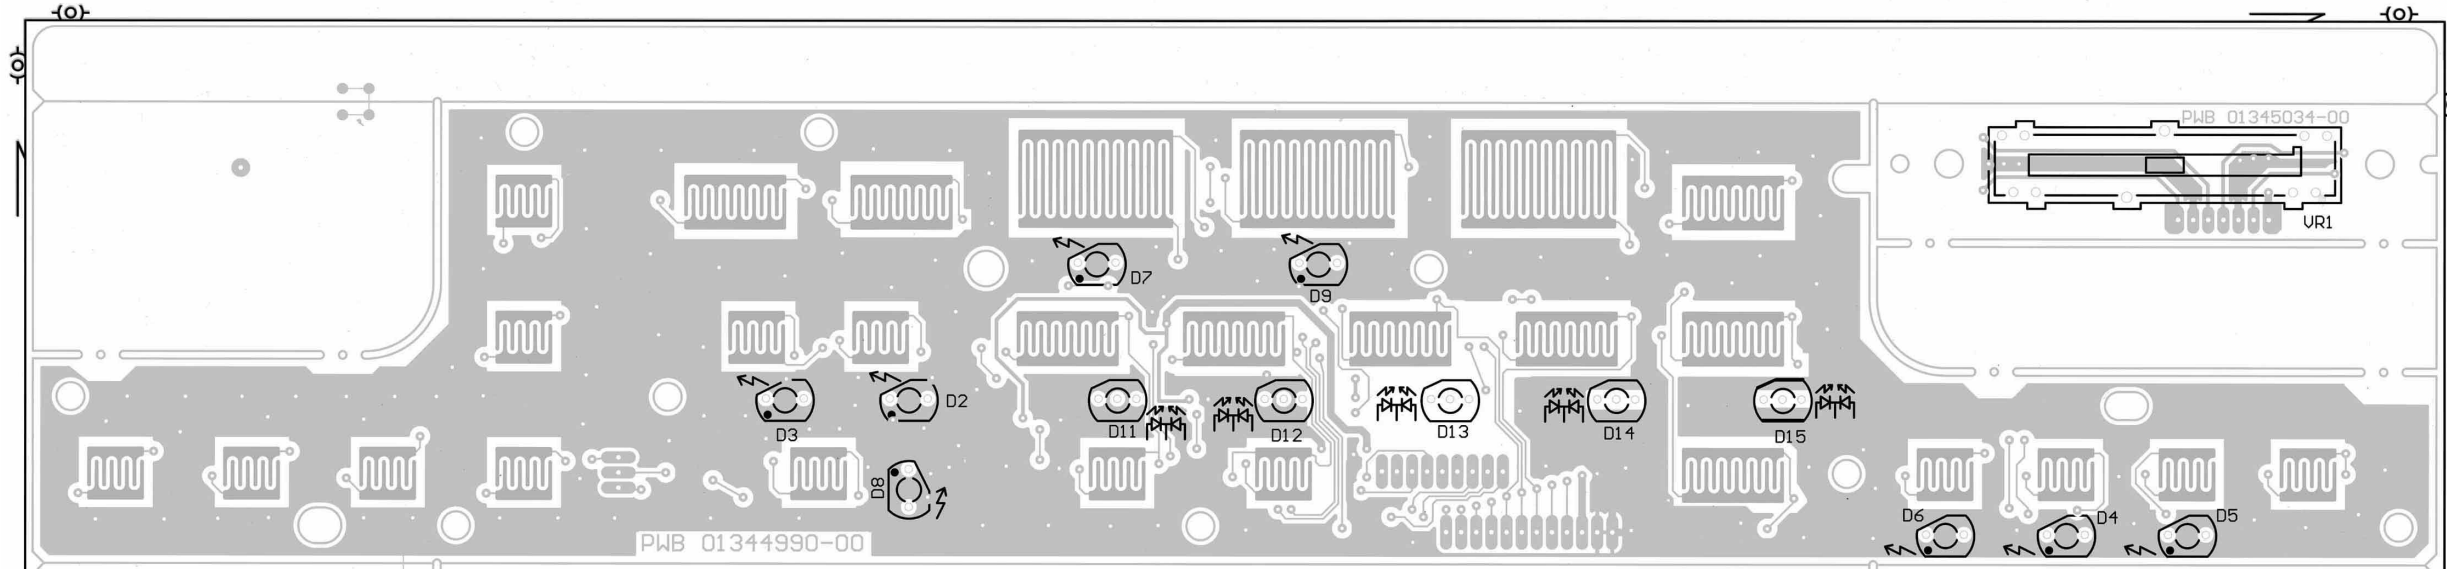 PWB 01345034-00
VR1
D7
D9
D3
D2
D11
D12
D13
D14
D15
D8
D6
D4
D5
PWB 01344990-00